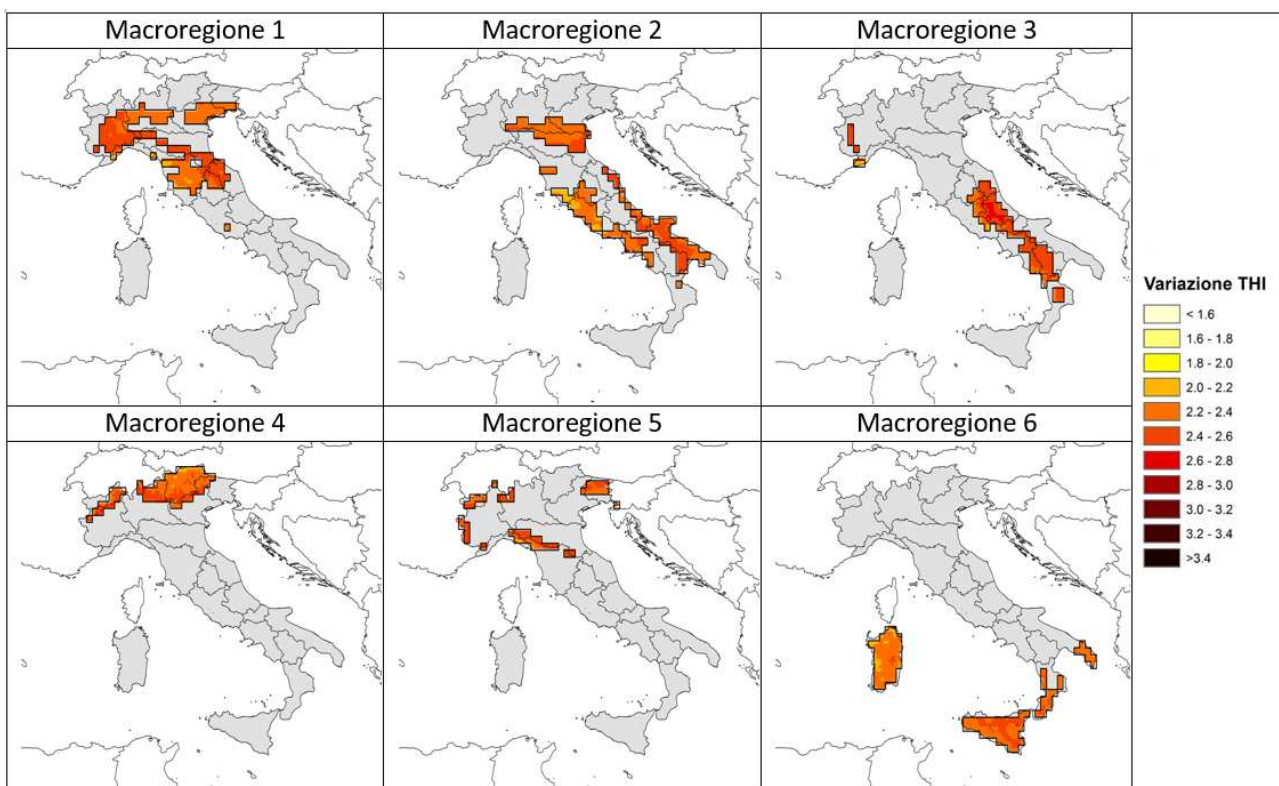 Macroregione 1
Macroregione 2
Macroregione 3
Macroregione 4
Macroregione 5
Macroregione 6
Variazione THI
< 1.6
1.6 - 1.8
1.8 - 2.0
2.0 - 2.2
2.2 - 2.4
2.4 - 2.6
2.6 - 2.8
2.8 - 3.0
3.0 - 3.2
3.2 - 3.4
>3.4